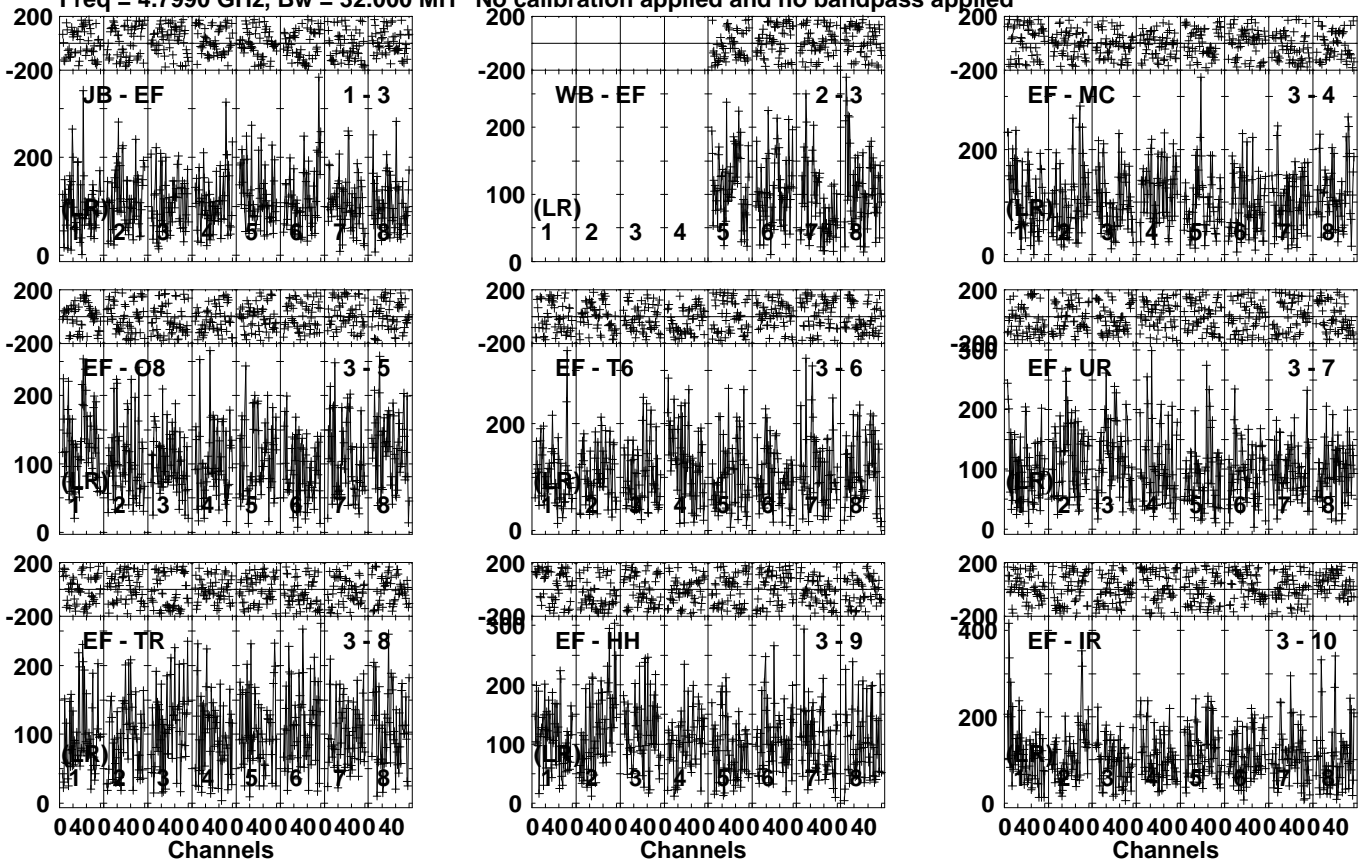 Freq = 4.7990 GHz, Bw = 32.000 MH No calibration applied and no bandpass applied
200 200 200
-200 -200 -200
JB - EF 1 - 3 WB - EF 2 - 3 EF - MC 3 - 4
200 200 200
100 100
(LR) (LR) (LR)
1 2 3 4 5 6 7 8 1 2 3 4 5 6 7 8 1 2 3 4 5 6 7 8
0 0 0
200 200 200
-200 -200 -200
300
EF - O8 3 - 5 EF - T6 3 - 6 EF - UR 3 - 7
200 200 200
100 100
(LR) (LR) (LR)
1 2 3 4 5 6 7 8 1 2 3 4 5 6 7 8 1 2 3 4 5 6 7 8
0 0 0
200 200 200
-200 -200 -200
300 400
EF - TR 3 - 8 EF - HH 3 - 9 EF - IR 3 - 10
200 200 200
100 100
(LR) (LR) (LR)
1 2 3 4 5 6 7 8 1 2 3 4 5 6 7 8 1 2 3 4 5 6 7 8
0 0 0
0 40 0 40 0 40 0 40 0 40 0 40 0 40 0 40 0 40 0 40 0 40 0 40 0 40 0 40 0 40 0 40 0 40 0 40 0 40 0 40 0 40 0 40 0 40 0 40
Channels Channels Channels